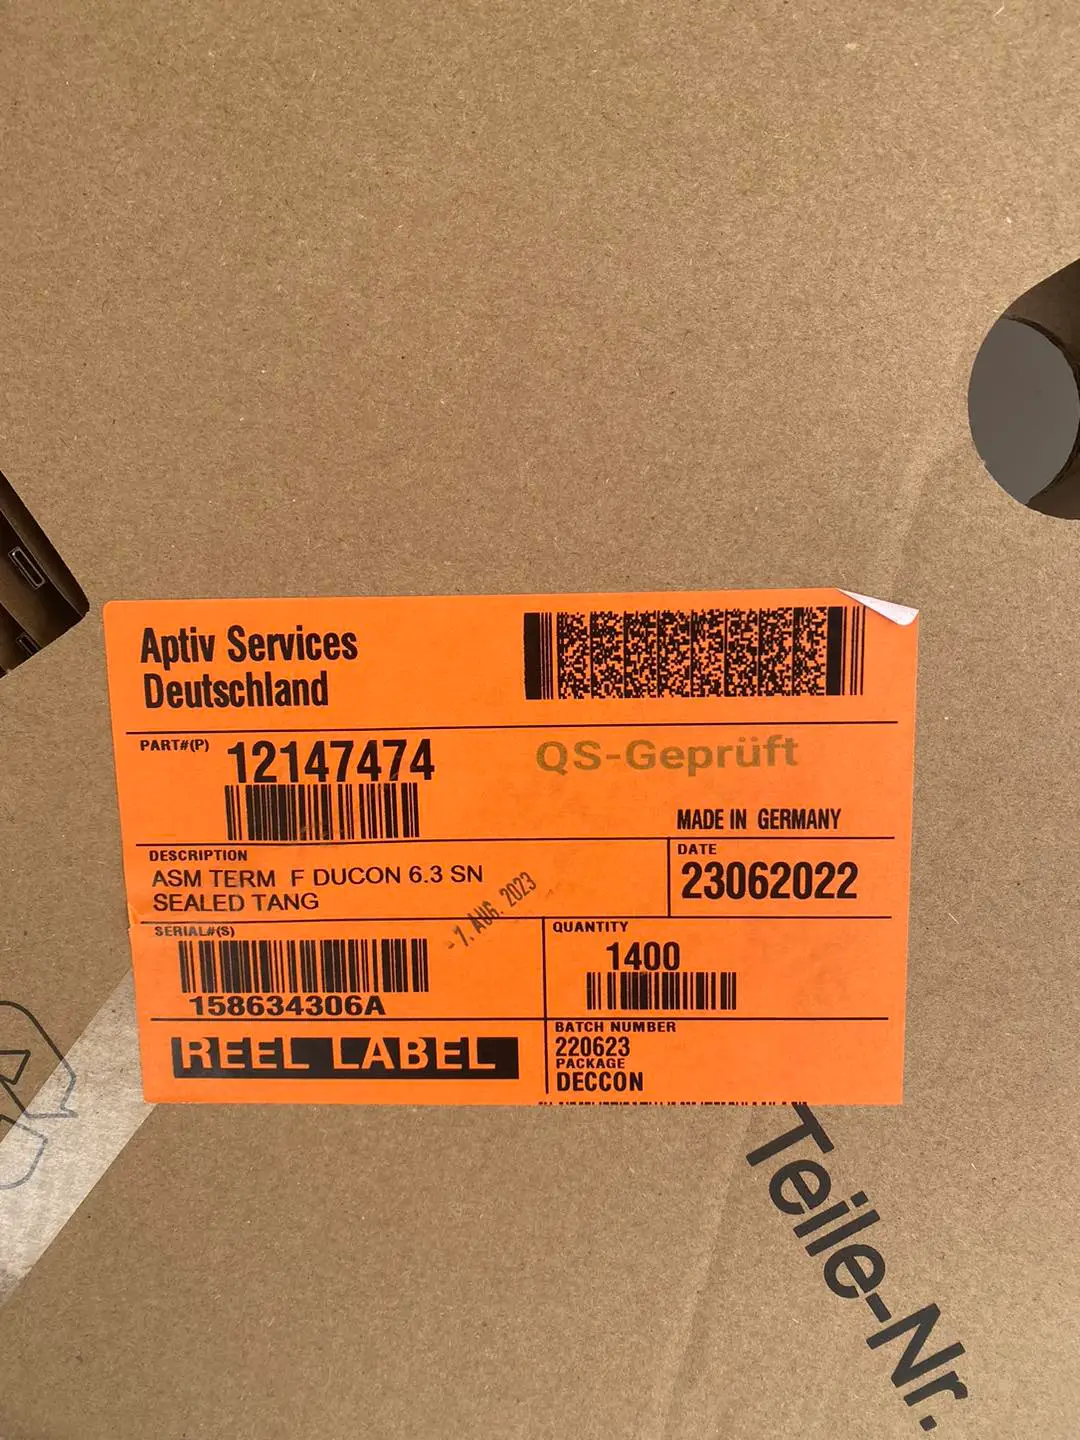 Aptiv Services
Deutschland
PART#(P)
12147474
QS-Geprüft
MADE IN GERMANY
DESCRIPTION
ASM TERM F DUCON 6.3 SN
SEALED TANG
DATE
23062022
-7. AUG. 2023
SERIAL#(S)
158634306A
QUANTITY
1400
REEL LABEL
BATCH NUMBER
220623
PACKAGE
DECCON
Teile-Nr.